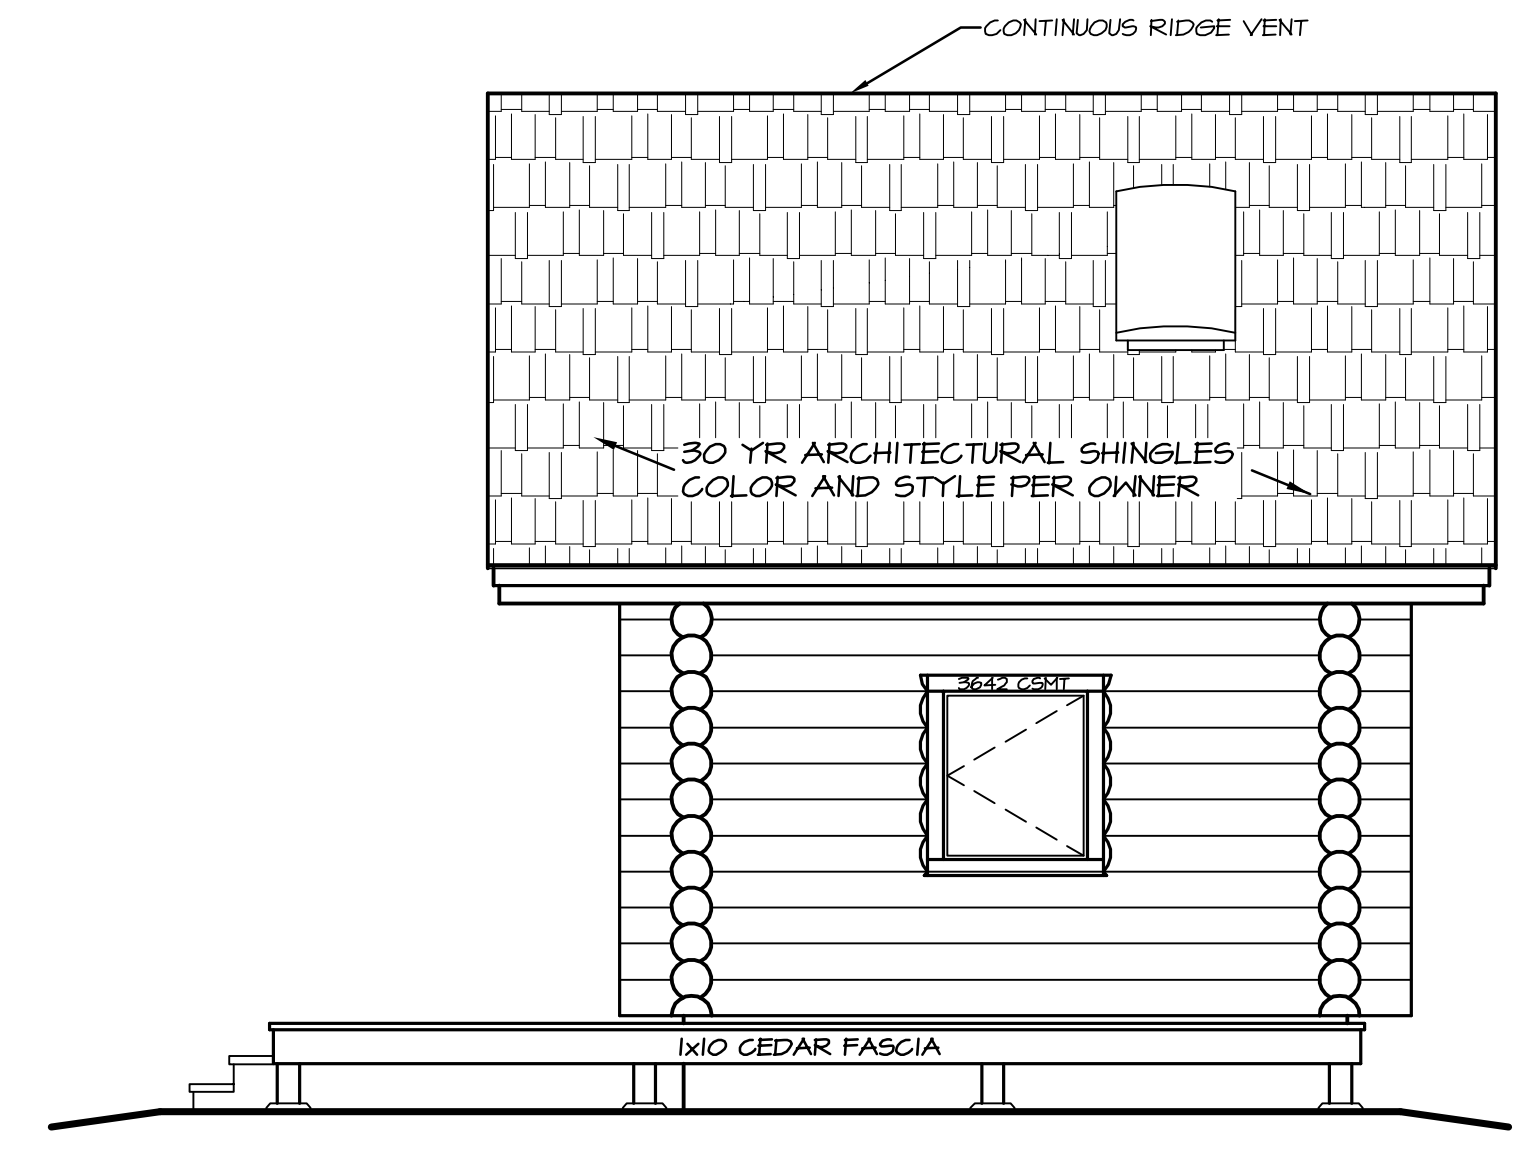 CONTINUOUS RIDGE VENT
30 YR ARCHITECTURAL SHINGLES
COLOR AND STYLE PER OWNER
3642 CSMT
1x10 CEDAR FASCIA